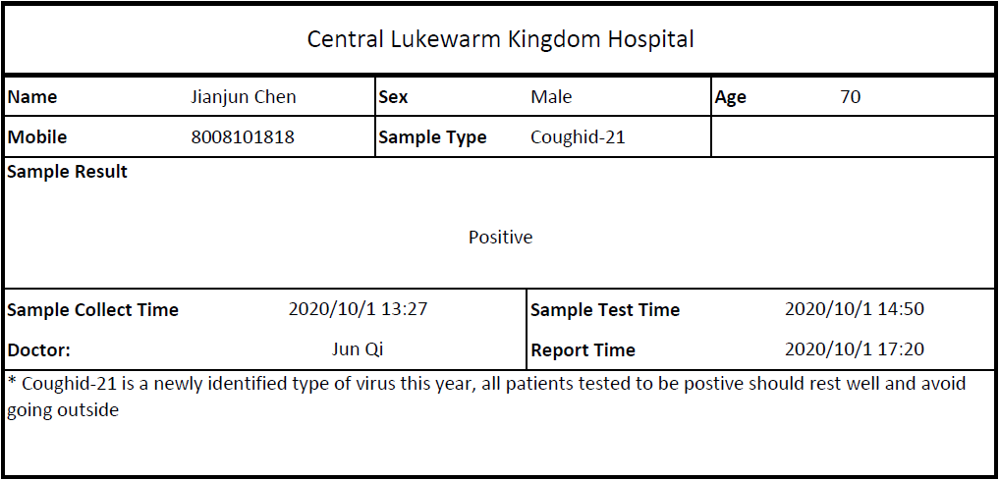 Central Lukewarm Kingdom Hospital
Name Jianjun Chen Sex Male Age 70
Mobile 8008101818 Sample Type Coughid-21
Sample Result
Positive
Sample Collect Time 2020/10/1 13:27 Sample Test Time 2020/10/1 14:50
Doctor: Jun Qi Report Time 2020/10/1 17:20
* Coughid-21 is a newly identified type of virus this year, all patients tested to be postive should rest well and avoid
going outside